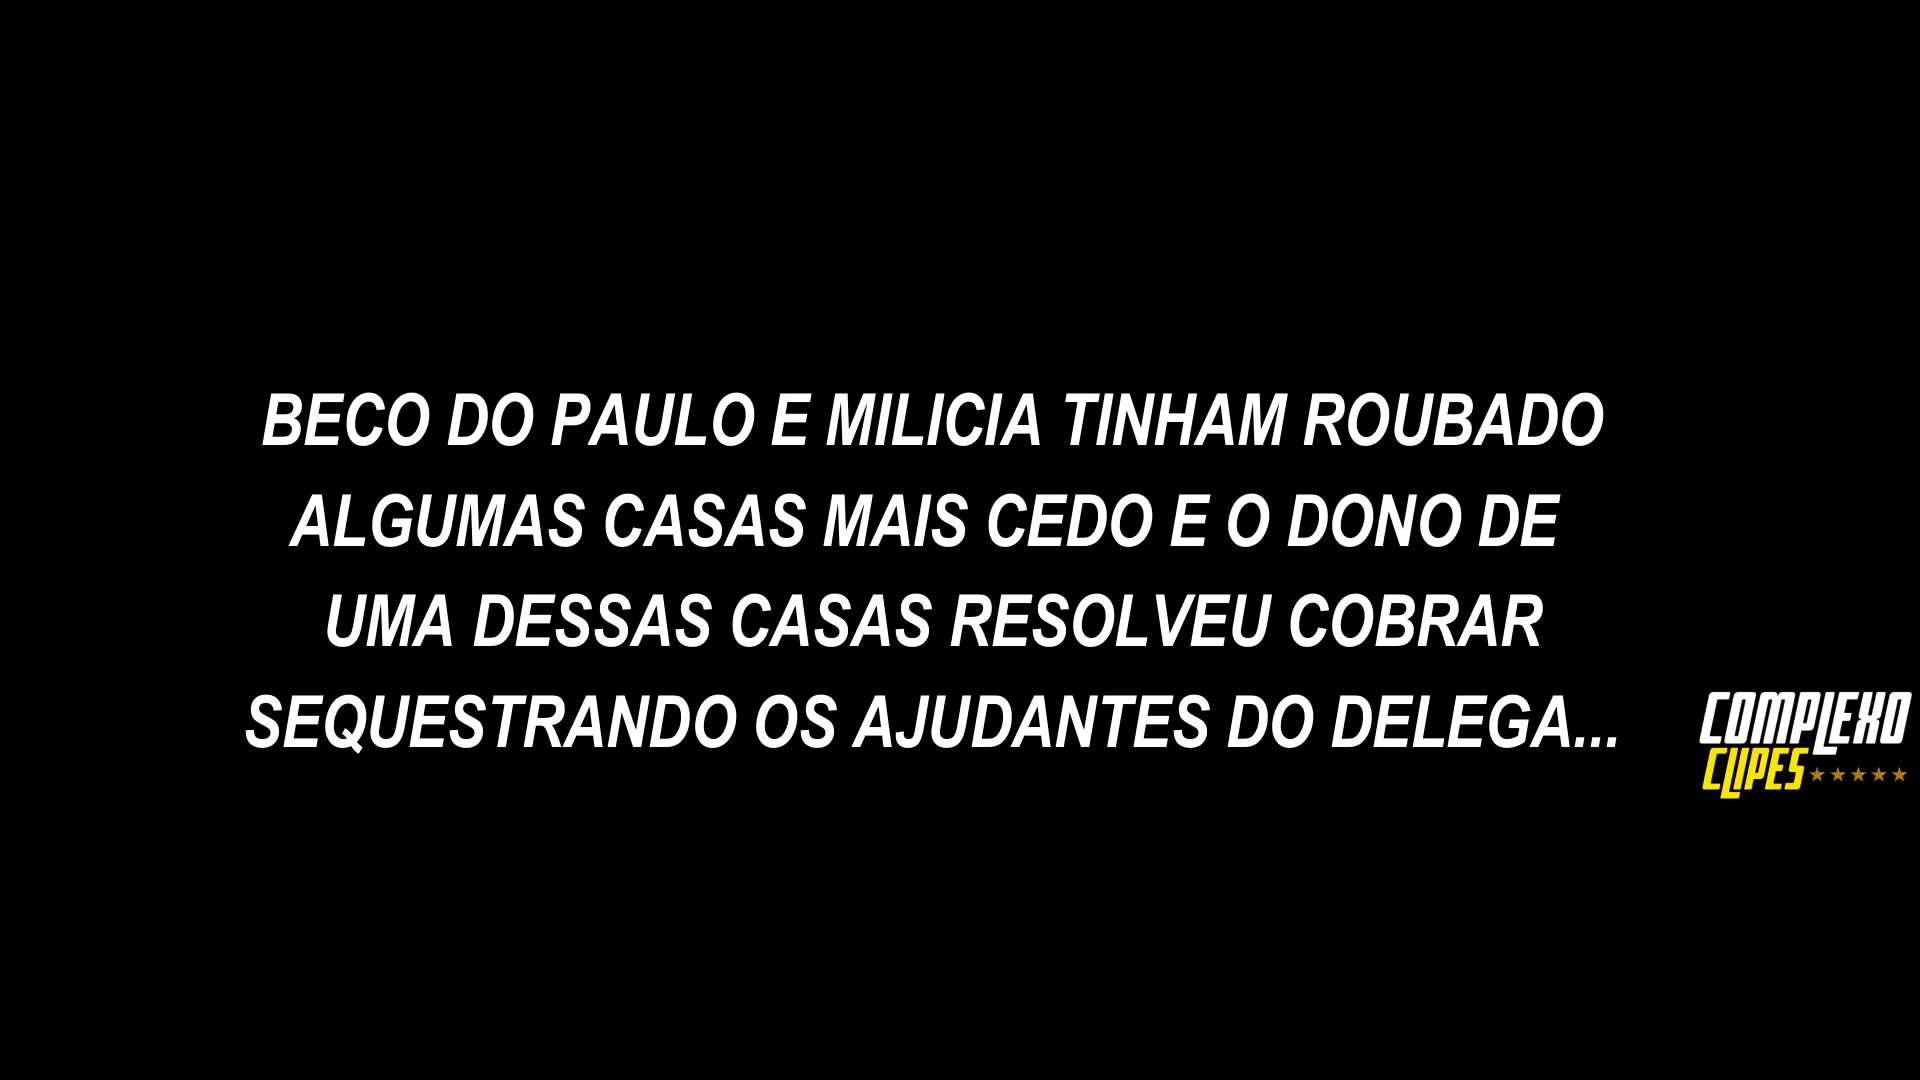 BECO DO PAULO E MILICIA TINHAM ROUBADO
ALGUMAS CASAS MAIS CEDO E O DONO DE
UMA DESSAS CASAS RESOLVEU COBRAR
SEQUESTRANDO OS AJUDANTES DO DELEGA...
COMPLEXO
CLIPES